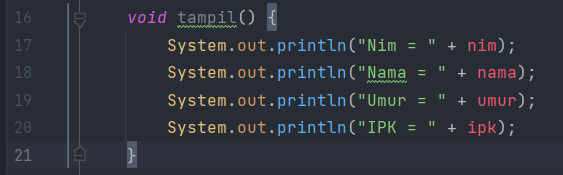 16 void tampil() {
17 System.out.println("Nim = " + nim);
18 System.out.println("Nama = " + nama);
19 System.out.println("Umur = " + umur);
20 System.out.println("IPK = " + ipk);
21 }